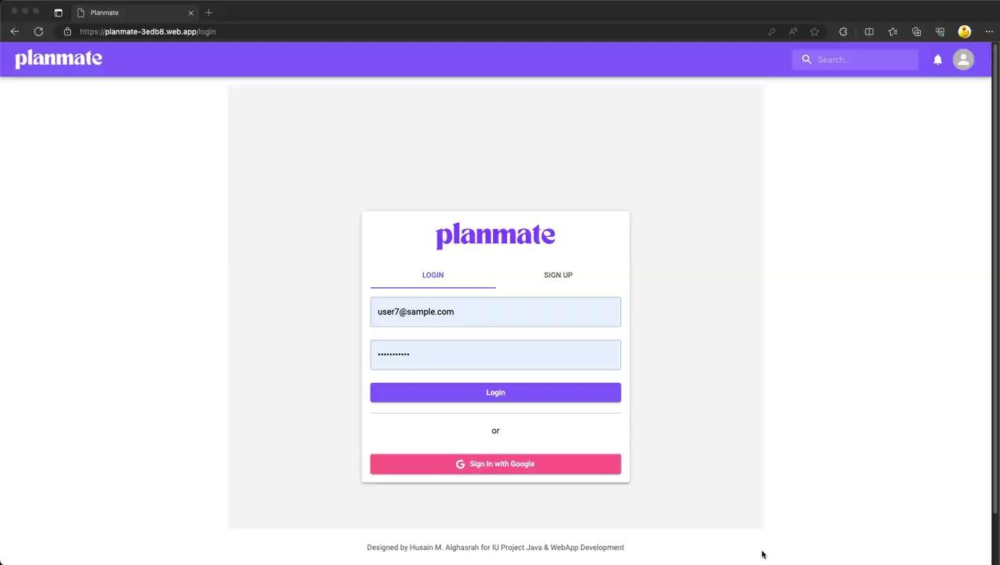 Planmate
https://planmate-3edb8.web.app/login
planmate
Search...
planmate
LOGIN
SIGN UP
user7@sample.com
•••••••••••
Login
or
G Sign In with Google
Designed by Husain M. Alghasrah for IU Project Java & WebApp Development